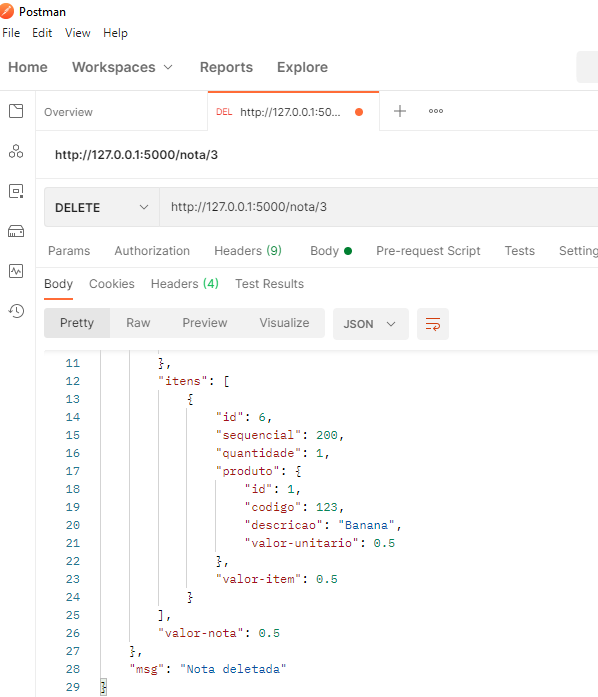 Postman
File Edit View Help
Home Workspaces Reports Explore
Overview DEL http://127.0.0.1:50...
http://127.0.0.1:5000/nota/3
DELETE http://127.0.0.1:5000/nota/3
Params Authorization Headers (9) Body Pre-request Script Tests Setting
Body Cookies Headers (4) Test Results
Pretty Raw Preview Visualize JSON
11 },
12 "itens": [
13 {
14 "id": 6,
15 "sequencial": 200,
16 "quantidade": 1,
17 "produto": {
18 "id": 1,
19 "codigo": 123,
20 "descricao": "Banana",
21 "valor-unitario": 0.5
22 },
23 "valor-item": 0.5
24 }
25 ],
26 "valor-nota": 0.5
27 },
28 "msg": "Nota deletada"
29 }